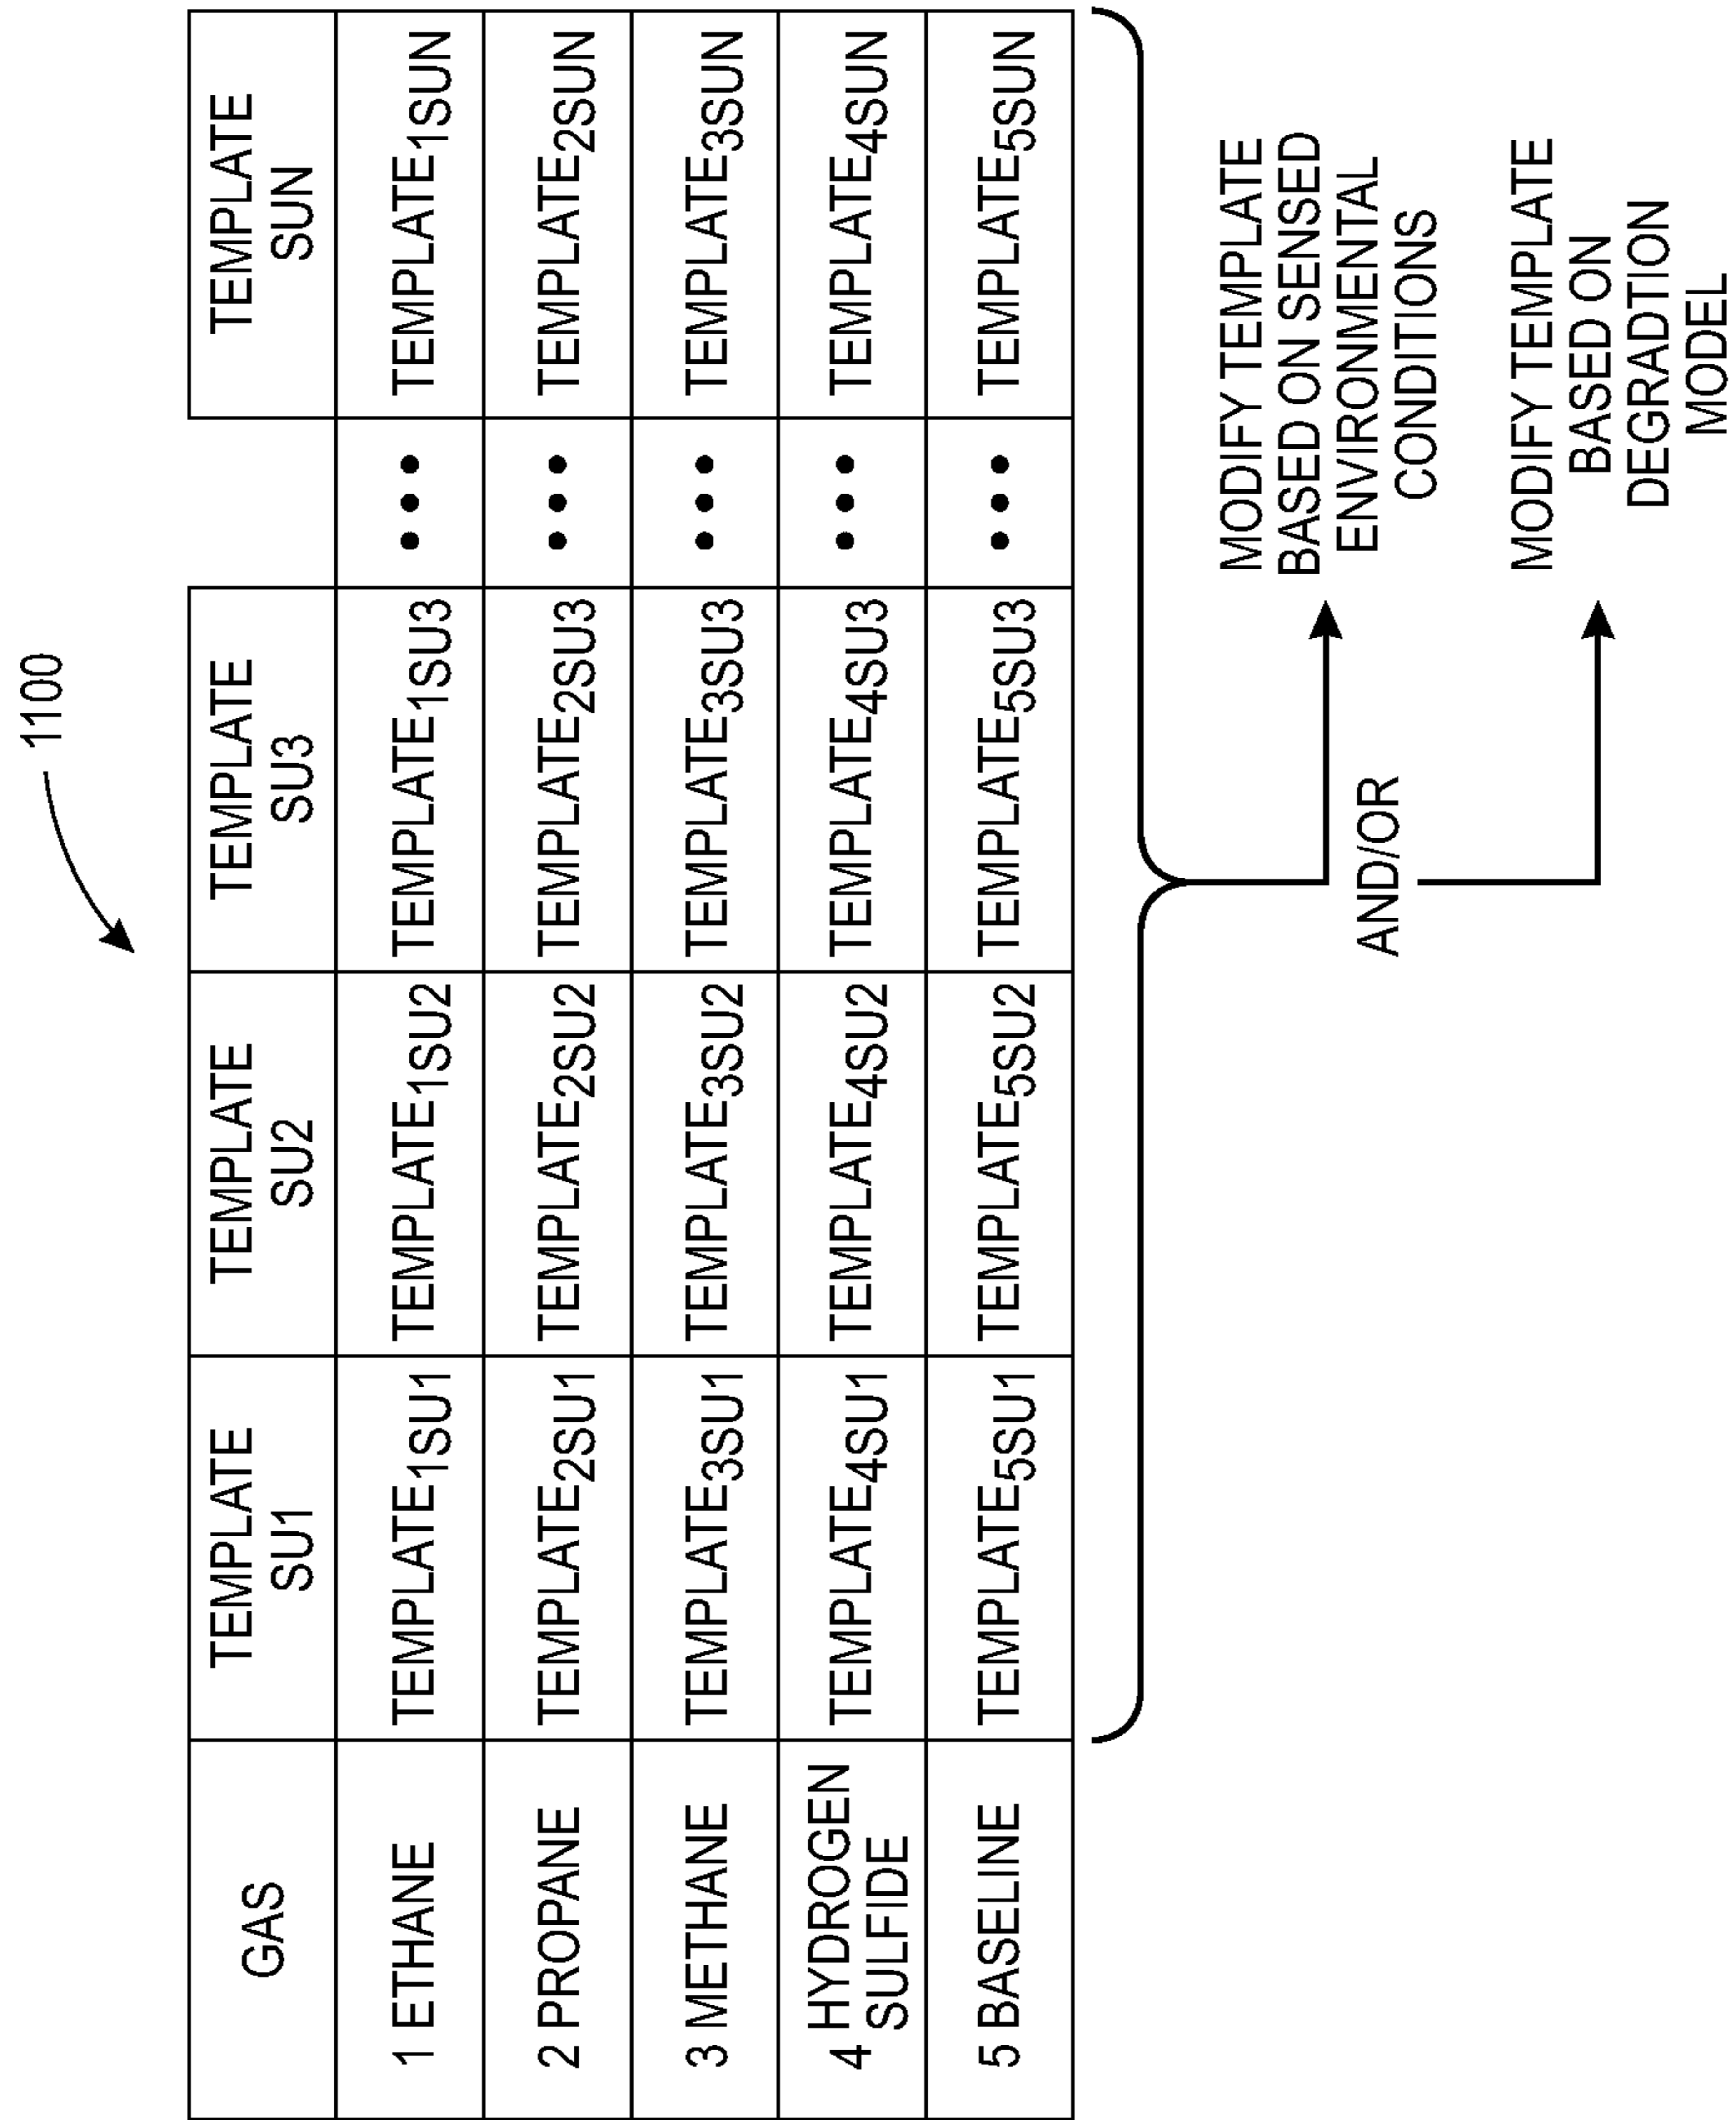 1100
GAS
TEMPLATE
SU1
TEMPLATE
SU2
TEMPLATE
SU3
TEMPLATE
SUN
1 ETHANE
TEMPLATE1SU1
TEMPLATE1SU2
TEMPLATE1SU3
•••
TEMPLATE1SUN
2 PROPANE
TEMPLATE2SU1
TEMPLATE2SU2
TEMPLATE2SU3
•••
TEMPLATE2SUN
3 METHANE
TEMPLATE3SU1
TEMPLATE3SU2
TEMPLATE3SU3
•••
TEMPLATE3SUN
4 HYDROGEN
SULFIDE
TEMPLATE4SU1
TEMPLATE4SU2
TEMPLATE4SU3
•••
TEMPLATE4SUN
5 BASELINE
TEMPLATE5SU1
TEMPLATE5SU2
TEMPLATE5SU3
•••
TEMPLATE5SUN
MODIFY TEMPLATE
BASED ON SENSED
ENVIRONMENTAL
CONDITIONS
AND/OR
MODIFY TEMPLATE
BASED ON
DEGRADTION
MODEL